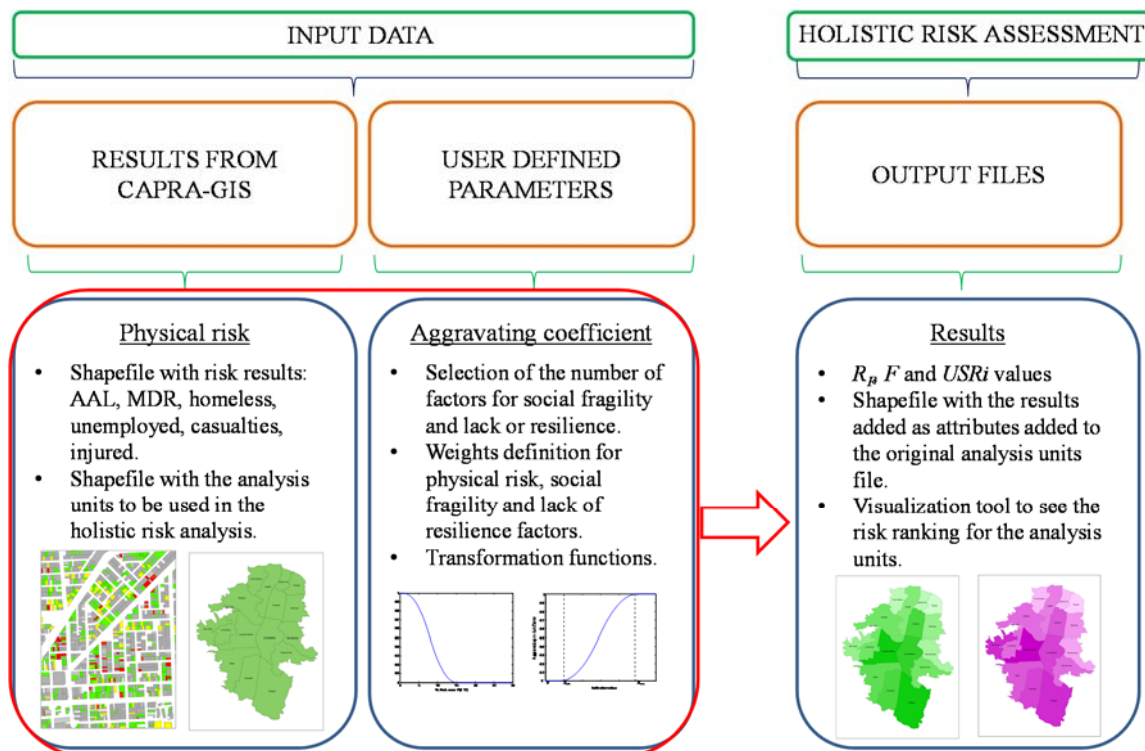 INPUT DATA
HOLISTIC RISK ASSESSMENT
RESULTS FROM
CAPRA-GIS
USER DEFINED
PARAMETERS
OUTPUT FILES
Physical risk
• Shapefile with risk results:
AAL, MDR, homeless,
unemployed, casualties,
injured.
• Shapefile with the analysis
units to be used in the
holistic risk analysis.
Aggravating coefficient
• Selection of the number of
factors for social fragility
and lack or resilience.
• Weights definition for
physical risk, social
fragility and lack of
resilience factors.
• Transformation functions.
Results
• R, F and USRi values
• Shapefile with the results
added as attributes added to
the original analysis units
file.
• Visualization tool to see the
risk ranking for the analysis
units.